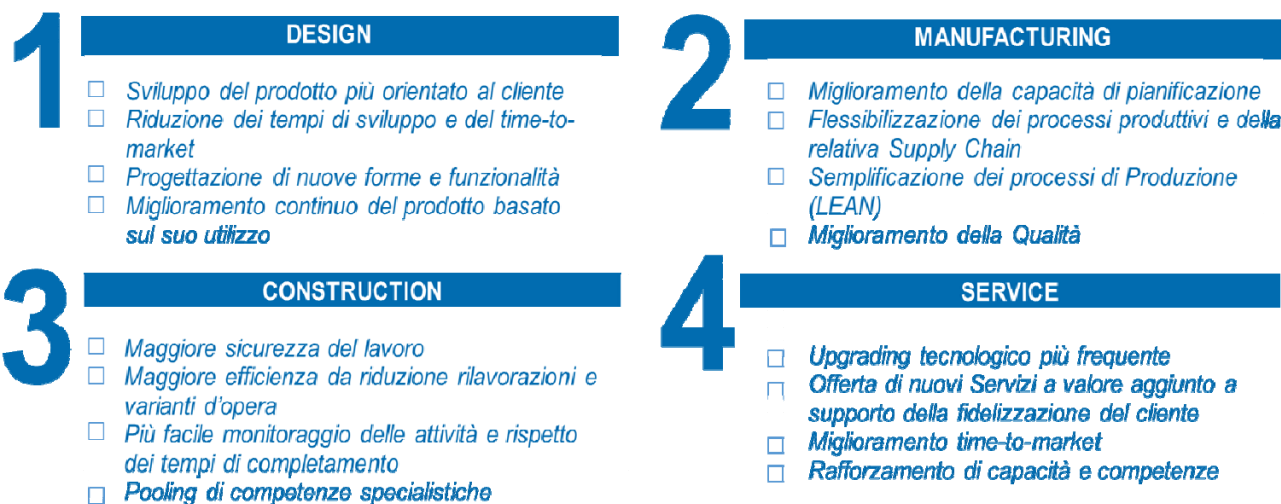 1
DESIGN
☐ Sviluppo del prodotto più orientato al cliente
☐ Riduzione dei tempi di sviluppo e del time-to-
market
☐ Progettazione di nuove forme e funzionalità
☐ Miglioramento continuo del prodotto basato
sul suo utilizzo
2
MANUFACTURING
☐ Miglioramento della capacità di pianificazione
☐ Flessibilizzazione dei processi produttivi e della
relativa Supply Chain
☐ Semplificazione dei processi di Produzione
(LEAN)
☐ Miglioramento della Qualità
3
CONSTRUCTION
☐ Maggiore sicurezza del lavoro
☐ Maggiore efficienza da riduzione rilavorazioni e
varianti d'opera
☐ Più facile monitoraggio delle attività e rispetto
dei tempi di completamento
☐ Pooling di competenze specialistiche
4
SERVICE
☐ Upgrading tecnologico più frequente
☐ Offerta di nuovi Servizi a valore aggiunto a
supporto della fidelizzazione del cliente
☐ Miglioramento time-to-market
☐ Rafforzamento di capacità e competenze